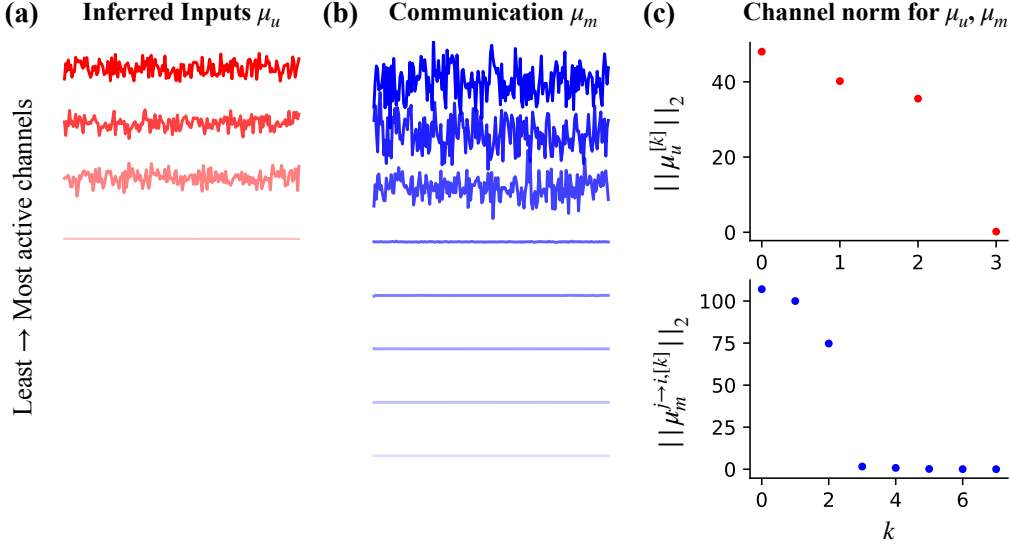 (a) Inferred Inputs μ_u
(b) Communication μ_m
(c) Channel norm for μ_u, μ_m
Least → Most active channels
||μ_u^{[k]}||_2
40
20
0
0 1 2 3
||μ_m^{j→i,[k]}||_2
100
75
50
25
0
0 2 4 6
k